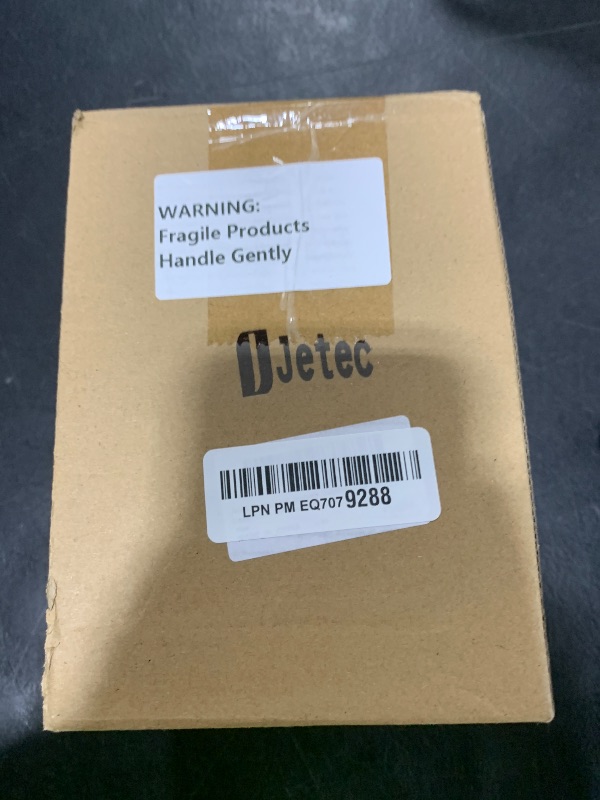 WARNING:
Fragile Products
Handle Gently
Jetec
LPN PM EQ7079288